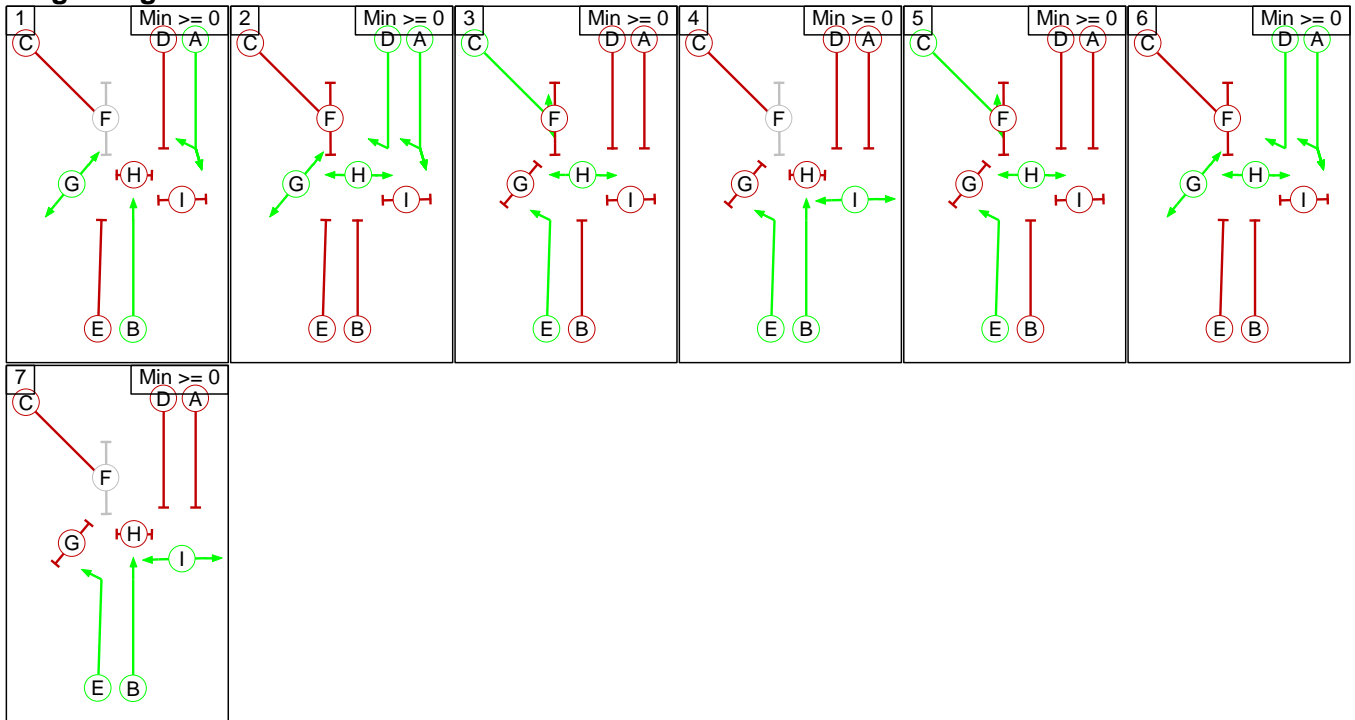 1 Min >= 0 2 Min >= 0 3 Min >= 0 4 Min >= 0 5 Min >= 0 6 Min >= 0
C D A C D A C D A C D A C D A C D A
F F F F F F
H H H H H H
G G G G G G
I I I I I I
E B E B E B E B E B E B
7 Min >= 0
C D A
F
H
G
I
E B